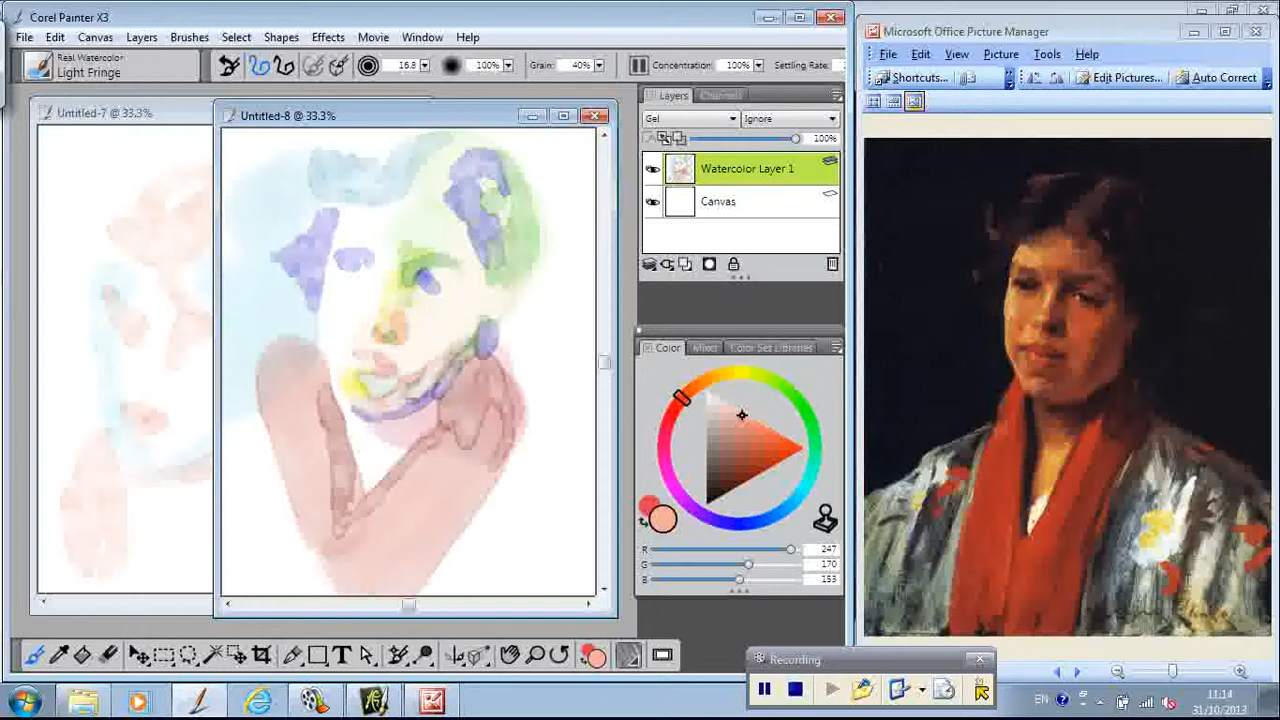 Corel Painter X3
File Edit Canvas Layers Brushes Select Shapes Effects Movie Window Help
Real Watercolor
Light Fringe
16.8
100%
Grain: 40%
Concentration: 100%
Settling Rate:
Untitled-7 @ 33.3%
Untitled-8 @ 33.3%
Layers
Channels
Gel
Ignore
100%
Watercolor Layer 1
Canvas
Color Mixer Color Set Libraries
R 247
G 170
B 153
Microsoft Office Picture Manager
File Edit View Picture Tools Help
Shortcuts...
Edit Pictures...
Auto Correct
Recording
EN
11:14
31/10/2013